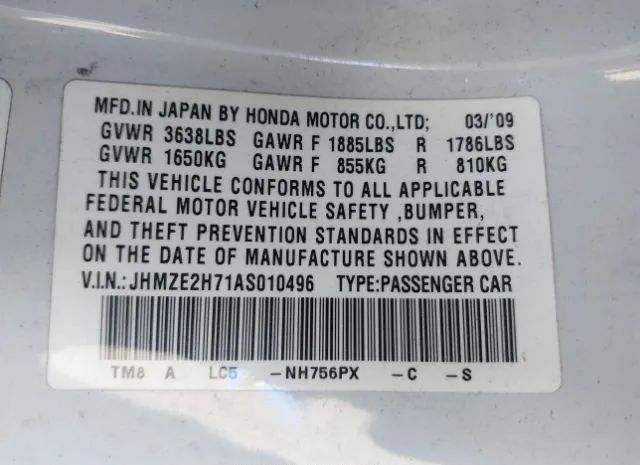 MFD.IN JAPAN BY HONDA MOTOR CO.,LTD; 03/'09
GVWR 3638LBS GAWR F 1885LBS R 1786LBS
GVWR 1650KG GAWR F 855KG R 810KG
THIS VEHICLE CONFORMS TO ALL APPLICABLE
FEDERAL MOTOR VEHICLE SAFETY ,BUMPER,
AND THEFT PREVENTION STANDARDS IN EFFECT
ON THE DATE OF MANUFACTURE SHOWN ABOVE.
V.I.N.:JHMZE2H71AS010496 TYPE:PASSENGER CAR
TM8 A LC5 -NH756PX -C -S